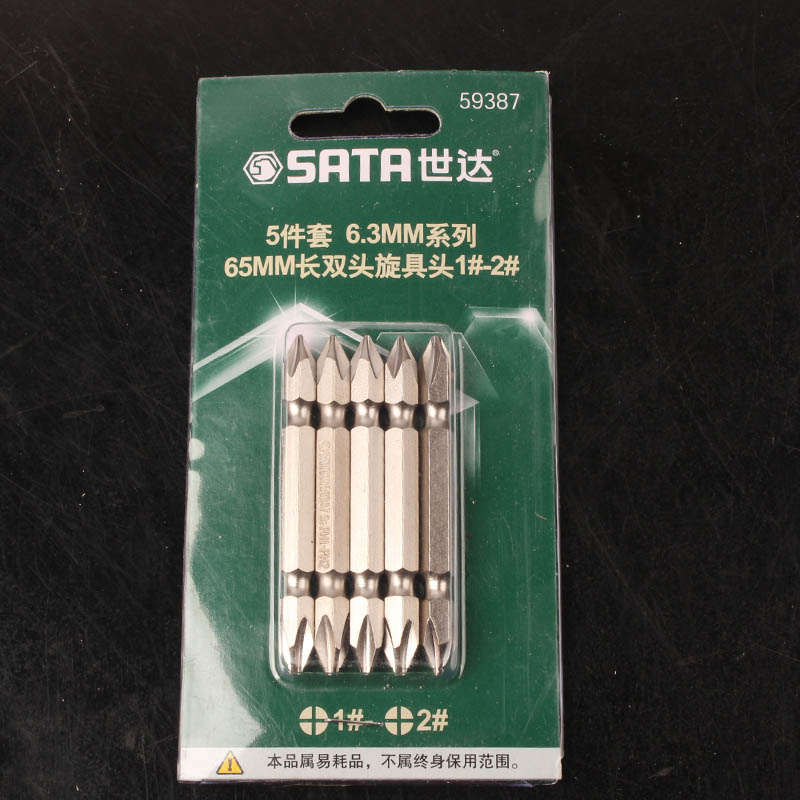 59387
SATA世达®
5件套 6.3MM系列
65MM长双头旋具头1#-2#
1# 2#
本品属易耗品，不属终身保用范围。